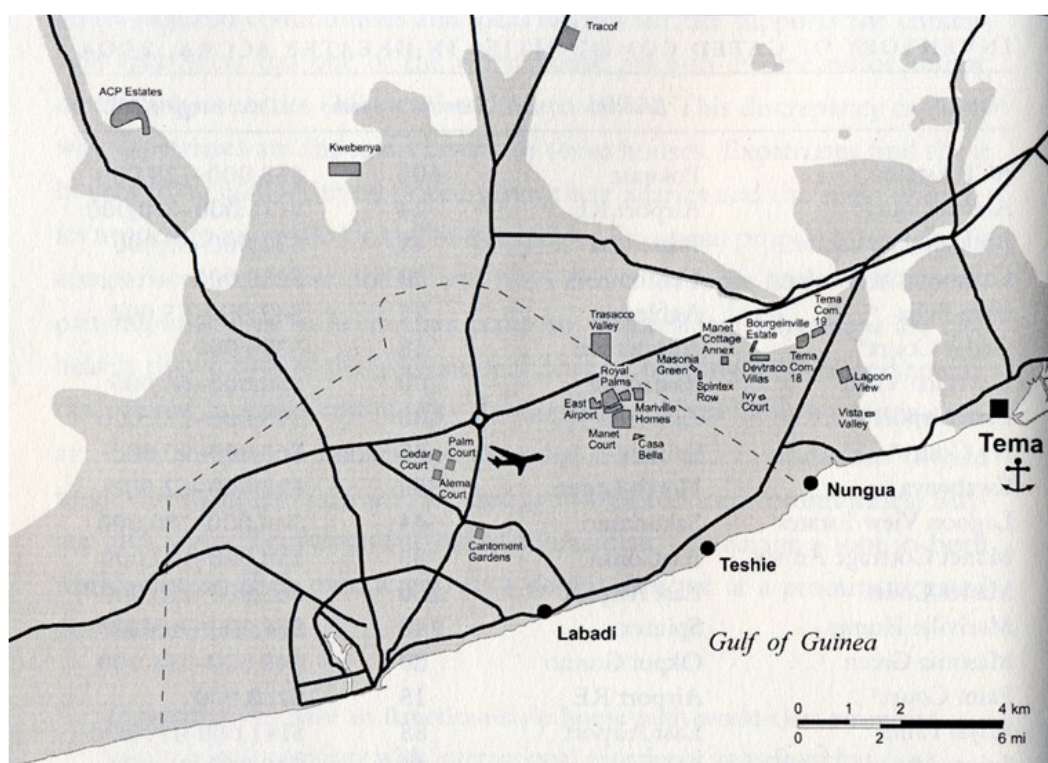 Tracof
ACP Estates
Kwebenya
Trasacco
Valley
Manet
Cottage
Annex
Bourgeinville
Estate
Tema
Com.
19
Masonia
Green
Royal
Palms
Spintex
Row
Devtraco
Villas
Tema
Com.
18
Lagoon
View
East
Airport
Mariville
Homes
Ivy
Court
Vista
Valley
Manet
Court
Casa
Bella
Cedar
Court
Palm
Court
Alema
Court
Cantoment
Gardens
Tema
Nungua
Teshie
Labadi
Gulf of Guinea
0 2 4 km
0 2 4 6 mi